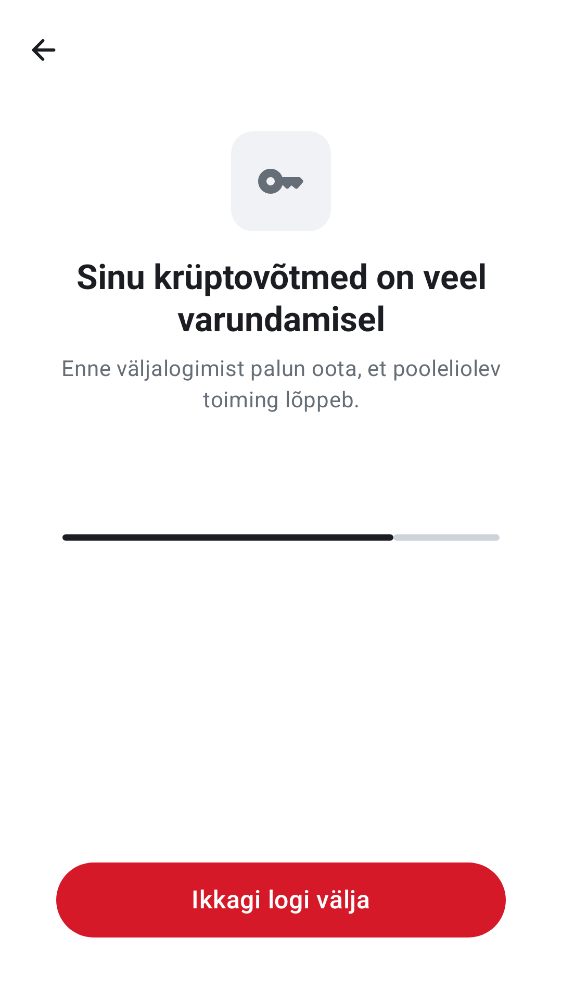 Sinu krüptovõtmed on veel
varundamisel
Enne väljalogimist palun oota, et pooleliolev
toiming lõppeb.
Ikkagi logi välja